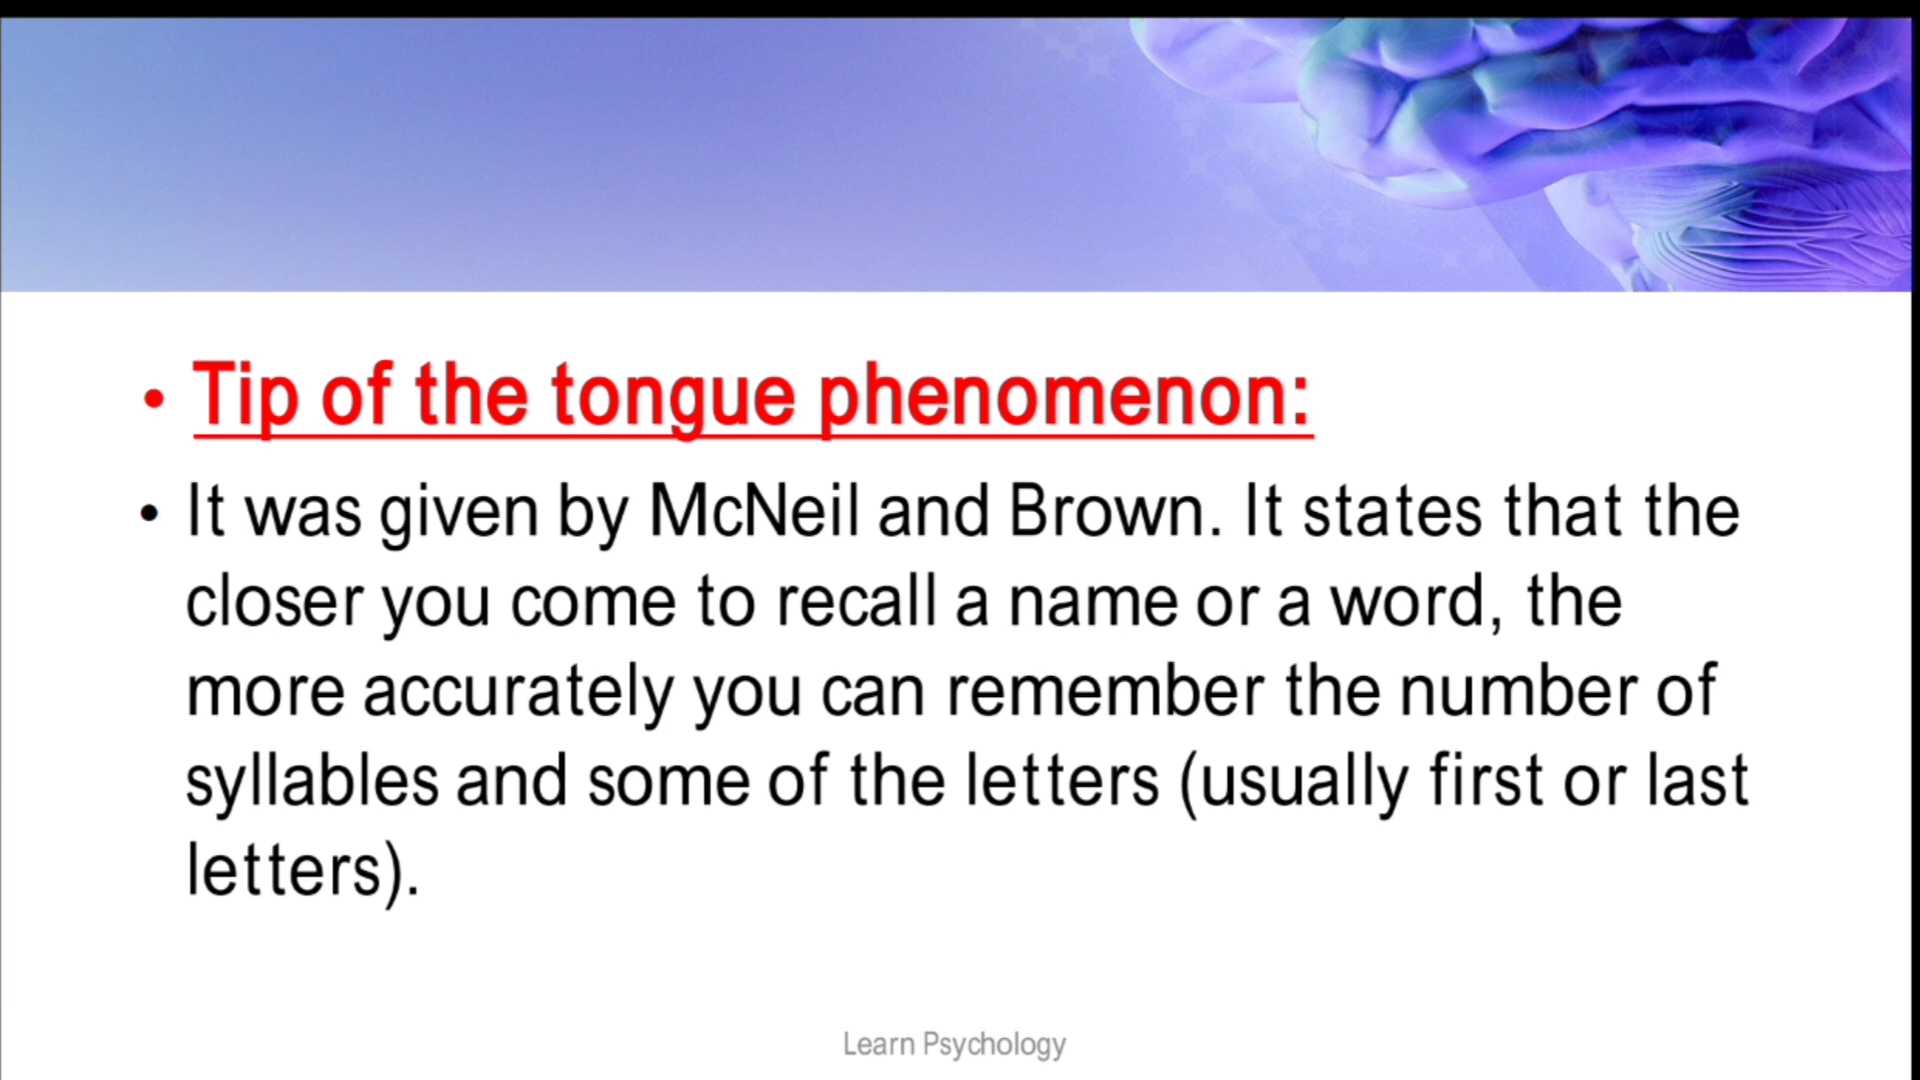 • Tip of the tongue phenomenon:
• It was given by McNeil and Brown. It states that the
closer you come to recall a name or a word, the
more accurately you can remember the number of
syllables and some of the letters (usually first or last
letters).
Learn Psychology